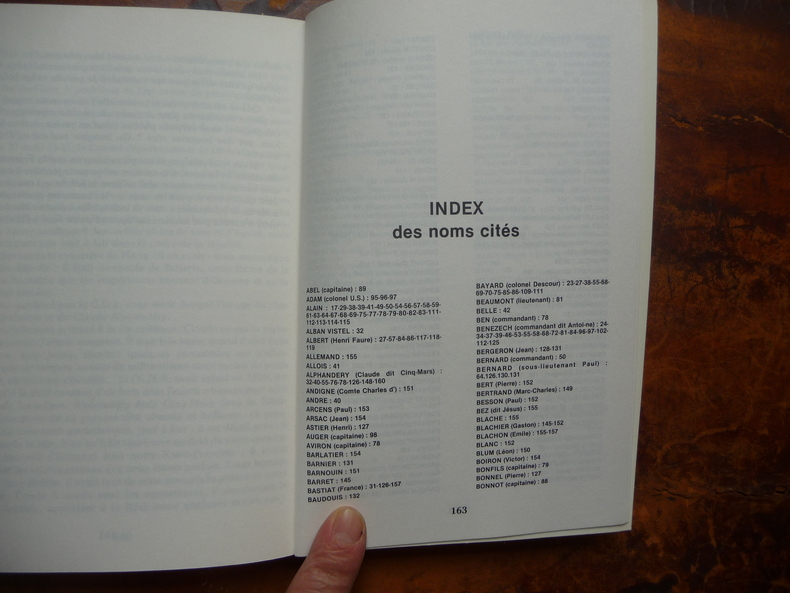 INDEX
des noms cités
ABEL (capitaine) : 89
ADAM (colonel U.S.) : 95-96-97
ALAIN : 17-29-38-39-41-49-50-54-56-57-58-59-
61-63-64-67-68-69-75-77-78-79-80-82-83-111-
112-113-114-115
ALBAN VISTEL : 32
ALBERT (Henri Faure) : 27-57-84-86-117-118-
119
ALLEMAND : 155
ALLOIS : 41
ALPHANDERY (Claude dit Cinq-Mars) :
32-40-55-76-78-126-148-160
ANDIGNE (Comte Charles d') : 151
ANDRE : 40
ARCENS (Paul) : 153
ARSAC (Jean) : 154
ASTIER (Henri) : 127
AUGER (capitaine) : 98
AVIRON (capitaine) : 78
BARLATIER : 154
BARNIER : 131
BARNOUIN : 151
BARRET : 145
BASTIAT (France) : 31-126-157
BAUDOUIS : 132
BAYARD (colonel Descour) : 23-27-38-55-68-
69-70-75-85-86-109-111
BEAUMONT (lieutenant) : 81
BELLE : 42
BEN (commandant) : 78
BENEZECH (commandant dit Antoi-ne) : 24-
34-37-39-46-53-55-58-68-72-81-84-96-97-102-
112-125
BERGERON (Jean) : 128-131
BERNARD (commandant) : 50
BERNARD (sous-lieutenant Paul) :
64.126.130.131
BERT (Pierre) : 152
BERTRAND (Marc-Charles) : 149
BESSON (Paul) : 152
BEZ (dit Jésus) : 155
BLACHE : 155
BLACHIER (Gaston) : 145-152
BLACHON (Emile) : 155-157
BLANC : 152
BLUM (Léon) : 150
BOIRON (Victor) : 154
BONFILS (capitaine) : 79
BONNEL (Pierre) : 127
BONNOT (capitaine) : 88
163